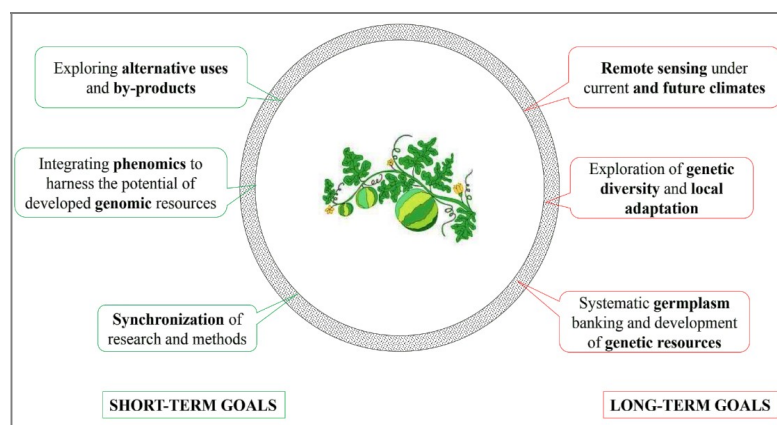 Exploring alternative uses
and by-products
Integrating phenomics to
harness the potential of
developed genomic resources
Synchronization of
research and methods
SHORT-TERM GOALS
Remote sensing under
current and future climates
Exploration of genetic
diversity and local
adaptation
Systematic germplasm
banking and development
of genetic resources
LONG-TERM GOALS